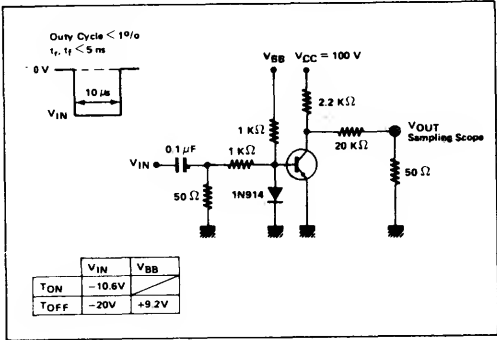 Duty Cycle < 1%
tr, tf < 5 ns
0V
10 µs
VIN
VBB VCC = 100 V
2.2 KΩ
1 KΩ
20 KΩ
VOUT
Sampling Scope
VIN
0.1 µF
1 KΩ
50 Ω
1N914
50 Ω
VIN VBB
TON -10.6V
TOFF -20V +9.2V